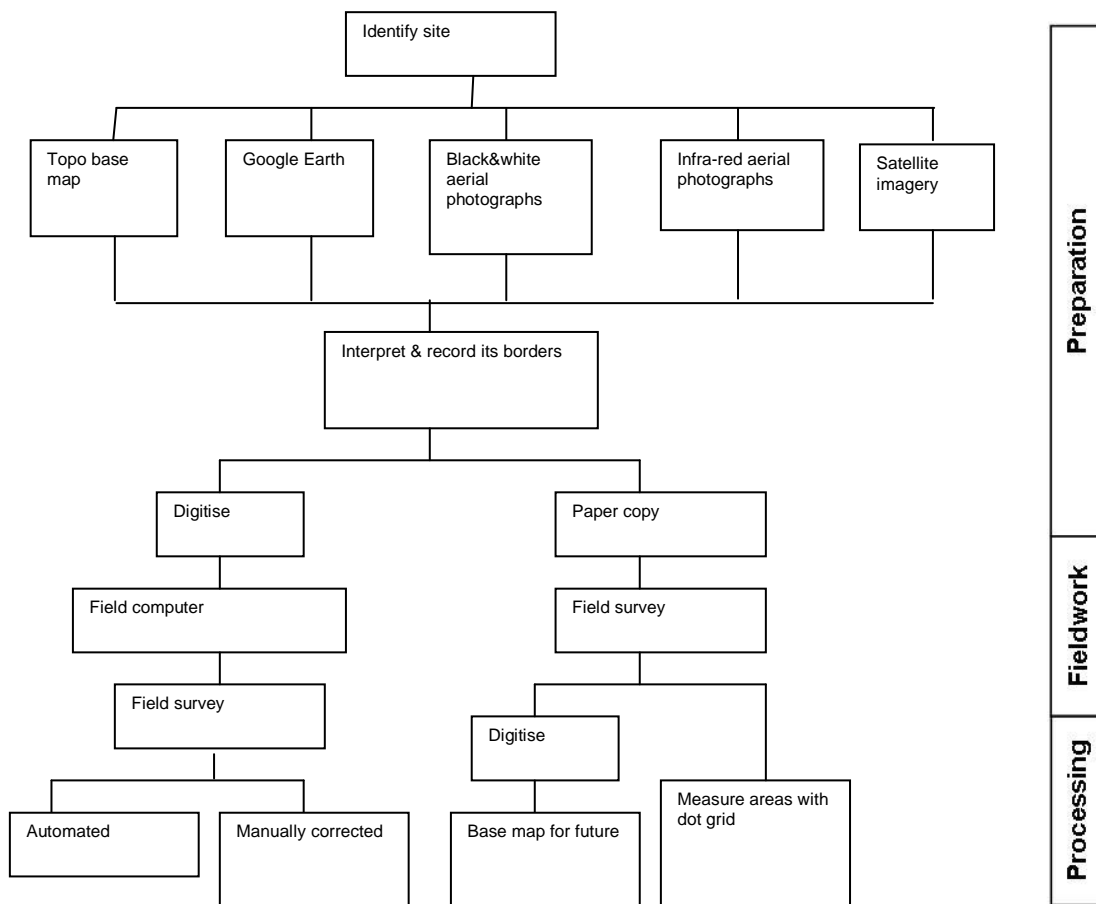 Identify site
Topo base
map
Google Earth
Black&white
aerial
photographs
Infra-red aerial
photographs
Satellite
imagery
Interpret & record its borders
Digitise
Paper copy
Field computer
Field survey
Field survey
Digitise
Automated
Manually corrected
Base map for future
Measure areas with
dot grid
Preparation
Fieldwork
Processing